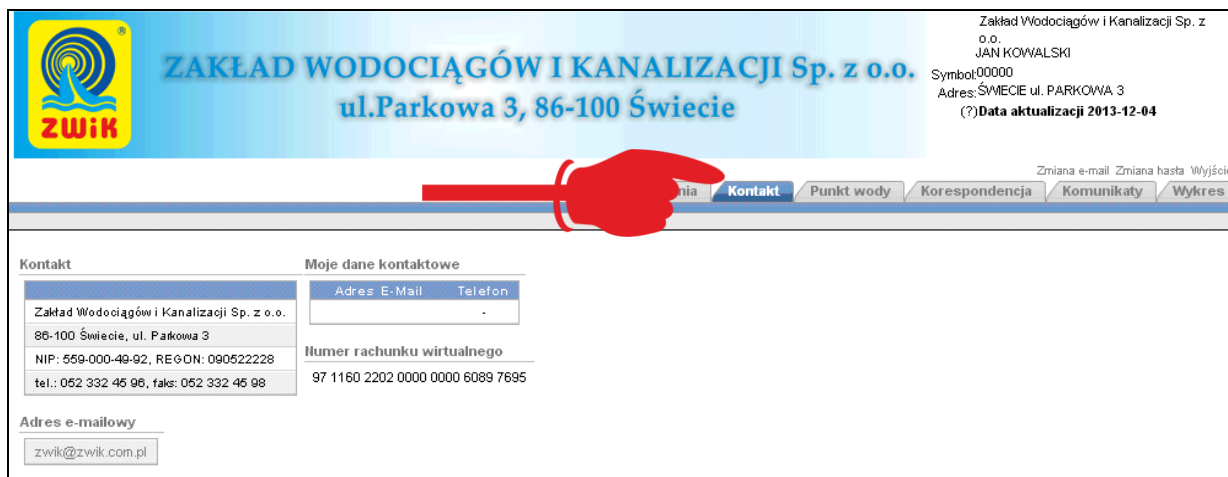 ZWiK
®
ZAKŁAD WODOCIĄGÓW I KANALIZACJI Sp. z o.o.
ul.Parkowa 3, 86-100 Świecie
Zakład Wodociągów i Kanalizacji Sp. z
o.o.
JAN KOWALSKI
Symbol:00000
Adres:ŚWIECIE ul. PARKOWA 3
(?)Data aktualizacji 2013-12-04
Zmiana e-mail Zmiana hasła Wyjście
nia Kontakt Punkt wody Korespondencja Komunikaty Wykres
Kontakt
Zakład Wodociągów i Kanalizacji Sp. z o.o.
86-100 Świecie, ul. Parkowa 3
NIP: 559-000-49-92, REGON: 090522228
tel.: 052 332 45 96, faks: 052 332 45 98
Adres e-mailowy
zwik@zwik.com.pl
Moje dane kontaktowe
Adres E-Mail Telefon
-
Numer rachunku wirtualnego
97 1160 2202 0000 0000 6089 7695